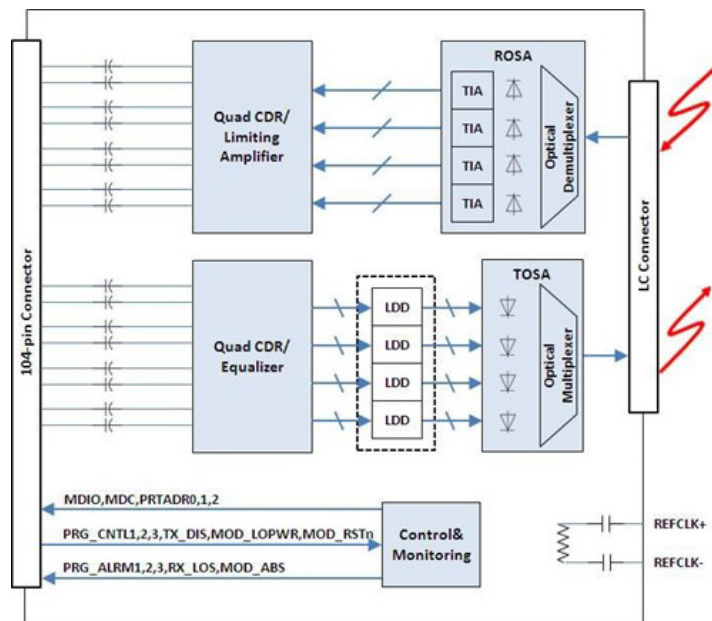 ROSA
Quad CDR/
Limiting
Amplifier
TIA
TIA
TIA
TIA
Optical
Demultiplexer
104-pin Connector
LC Connector
Quad CDR/
Equalizer
LDD
LDD
LDD
LDD
TOSA
Optical
Multiplexer
MDIO,MDC,PRTADR0,1,2
PRG_CNTL1,2,3,TX_DIS,MOD_LOPWR,MOD_RSTn
PRG_ALRM1,2,3,RX_LOS,MOD_ABS
Control&
Monitoring
REFCLK+
REFCLK-